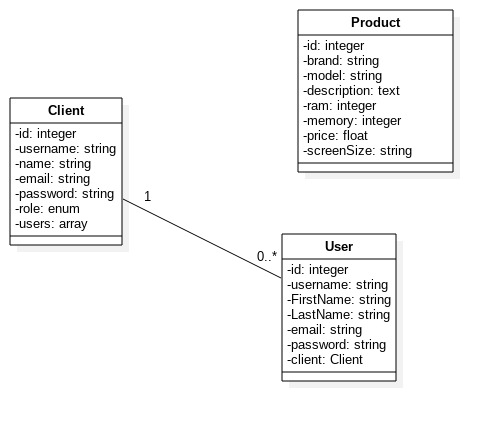 Product
-id: integer
-brand: string
-model: string
-description: text
-ram: integer
-memory: integer
-price: float
-screenSize: string
Client
-id: integer
-username: string
-name: string
-email: string
-password: string
-role: enum
-users: array
1
0..*
User
-id: integer
-username: string
-FirstName: string
-LastName: string
-email: string
-password: string
-client: Client